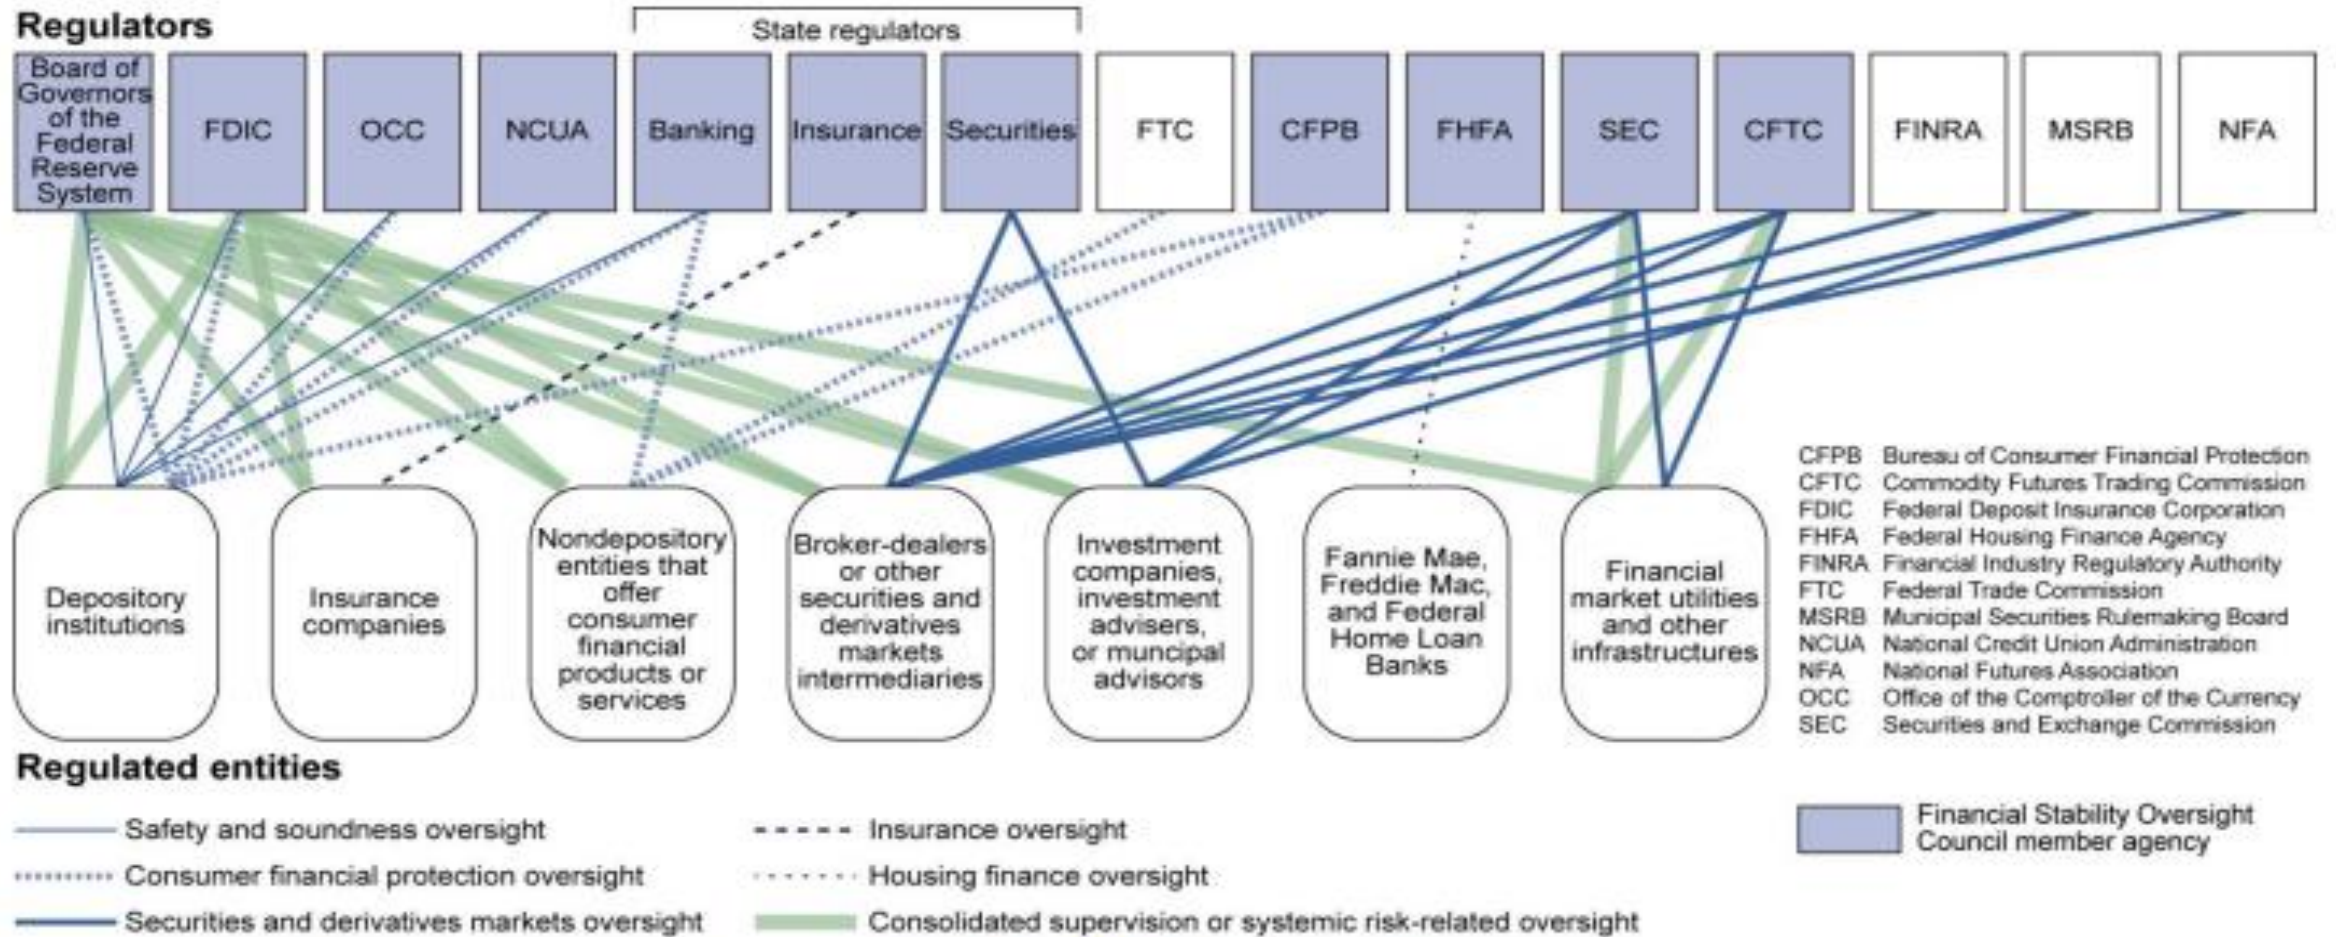 Regulators
State regulators
Board of
Governors
of the
Federal
Reserve
System
FDIC
OCC
NCUA
Banking
Insurance
Securities
FTC
CFPB
FHFA
SEC
CFTC
FINRA
MSRB
NFA
Depository
institutions
Insurance
companies
Nondepository
entities that
offer
consumer
financial
products or
services
Broker-dealers
or other
securities and
derivatives
markets
intermediaries
Investment
companies,
investment
advisers,
or muncipal
advisors
Fannie Mae,
Freddie Mac,
and Federal
Home Loan
Banks
Financial
market utilities
and other
infrastructures
CFPB Bureau of Consumer Financial Protection
CFTC Commodity Futures Trading Commission
FDIC Federal Deposit Insurance Corporation
FHFA Federal Housing Finance Agency
FINRA Financial Industry Regulatory Authority
FTC Federal Trade Commission
MSRB Municipal Securities Rulemaking Board
NCUA National Credit Union Administration
NFA National Futures Association
OCC Office of the Comptroller of the Currency
SEC Securities and Exchange Commission
Regulated entities
Safety and soundness oversight
Consumer financial protection oversight
Securities and derivatives markets oversight
Insurance oversight
Housing finance oversight
Consolidated supervision or systemic risk-related oversight
Financial Stability Oversight
Council member agency